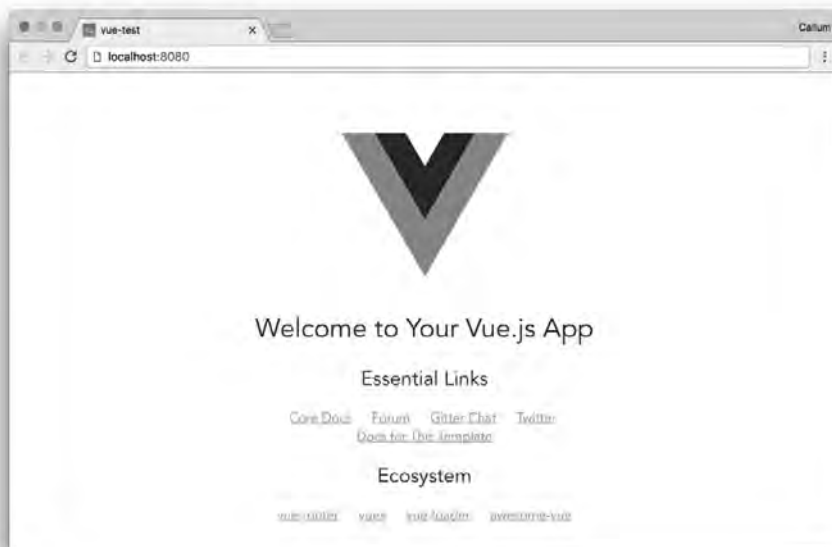 vue-test
Callum
localhost:8080
Welcome to Your Vue.js App
Essential Links
Core Docs Forum Gitter Chat Twitter
Docs for This Template
Ecosystem
vue-router vuex vue-loader awesome-vue